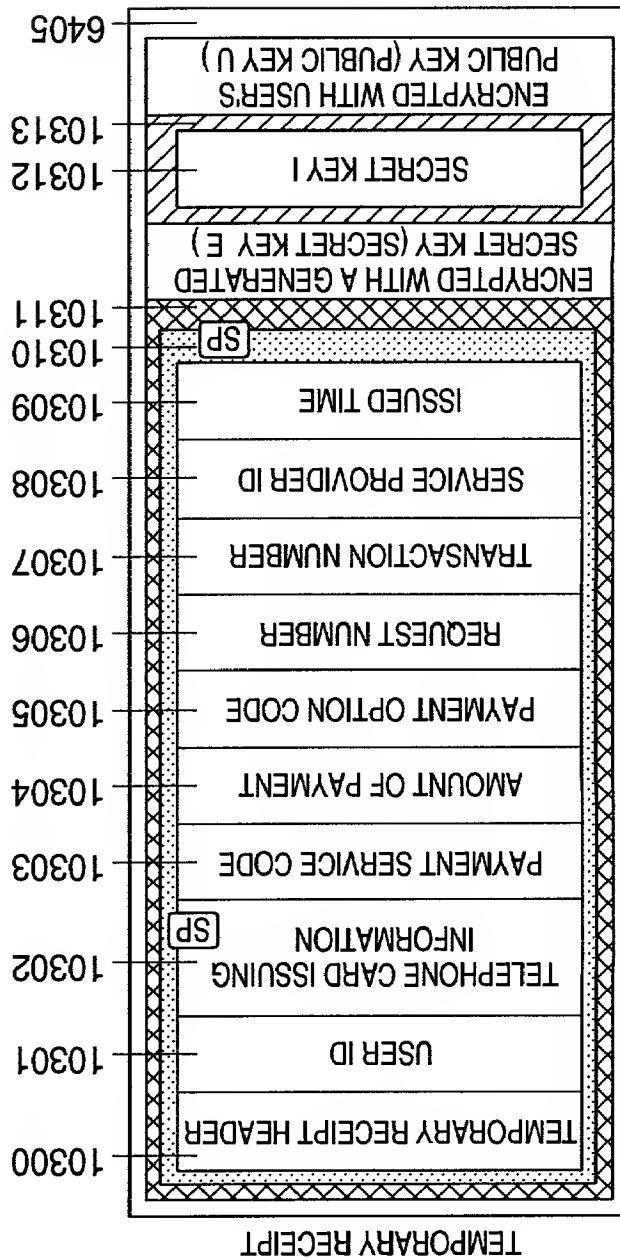 TEMPORARY RECEIPT
TEMPORARY RECEIPT HEADER 10300
USER ID 10301
TELEPHONE CARD ISSUING
INFORMATION 10302
SP
PAYMENT SERVICE CODE 10303
AMOUNT OF PAYMENT 10304
PAYMENT OPTION CODE 10305
REQUEST NUMBER 10306
TRANSACTION NUMBER 10307
SERVICE PROVIDER ID 10308
ISSUED TIME 10309
SP 10310
10311
ENCRYPTED WITH A GENERATED
SECRET KEY (SECRET KEY E )
SECRET KEY I 10312
10313
ENCRYPTED WITH USER'S
PUBLIC KEY (PUBLIC KEY U )
6405